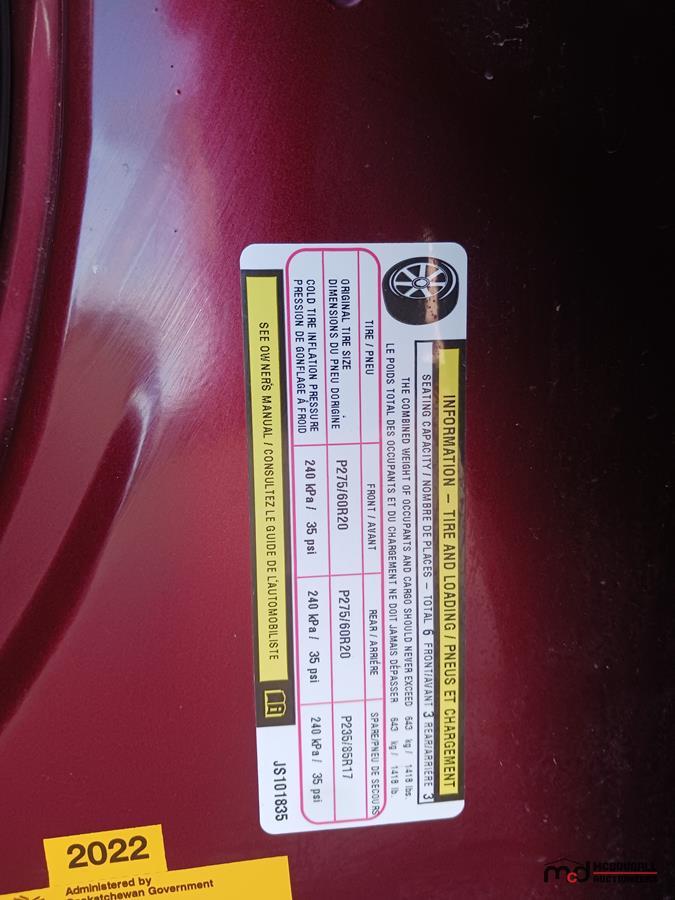 INFORMATION – TIRE AND LOADING / PNEUS ET CHARGEMENT
SEATING CAPACITY / NOMBRE DE PLACES – TOTAL 6 FRONT/AVANT 3 REAR/ARRIÈRE 3
THE COMBINED WEIGHT OF OCCUPANTS AND CARGO SHOULD NEVER EXCEED 643 kg / 1418 lbs.
LE POIDS TOTAL DES OCCUPANTS ET DU CHARGEMENT NE DOIT JAMAIS DÉPASSER 643 kg / 1418 lb.
TIRE / PNEU FRONT / AVANT REAR / ARRIÈRE SPARE/PNEU DE SECOURS
ORIGINAL TIRE SIZE
DIMENSIONS DU PNEU DORIGINE P275/60R20 P275/60R20 P235/85R17
COLD TIRE INFLATION PRESSURE
PRESSION DE GONFLAGE À FROID 240 kPa / 35 psi 240 kPa / 35 psi 240 kPa / 35 psi
SEE OWNER'S MANUAL / CONSULTEZ LE GUIDE DE L'AUTOMOBILISTE
JS101835
2022
Administered by
Saskatchewan Government
mcd MCDOUGALL
AUCTIONEERS